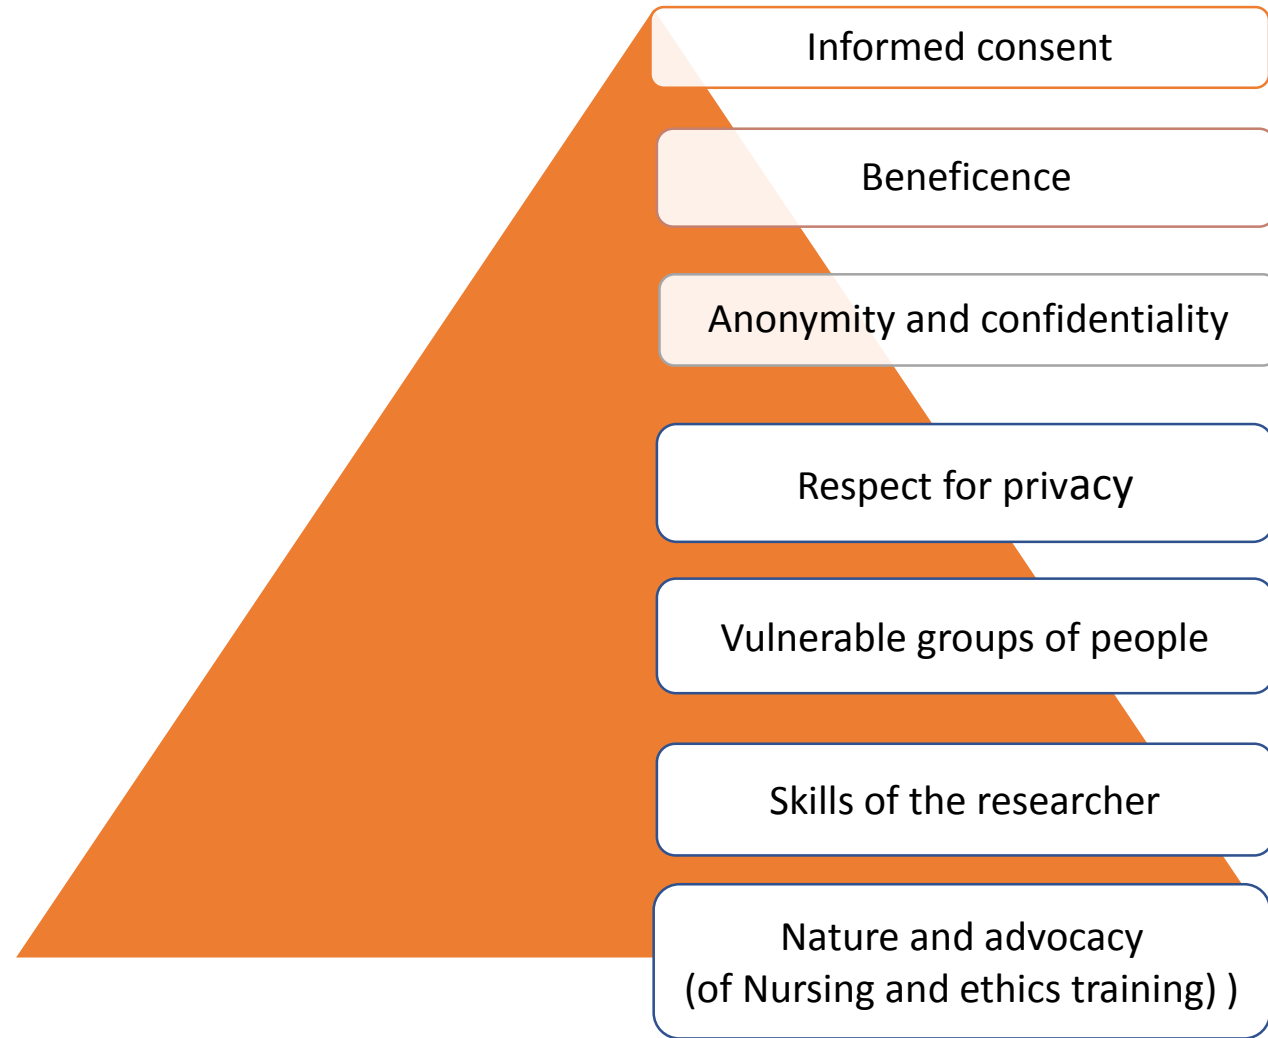 Informed consent
Beneficence
Anonymity and confidentiality
Respect for privacy
Vulnerable groups of people
Skills of the researcher
Nature and advocacy
(of Nursing and ethics training) )